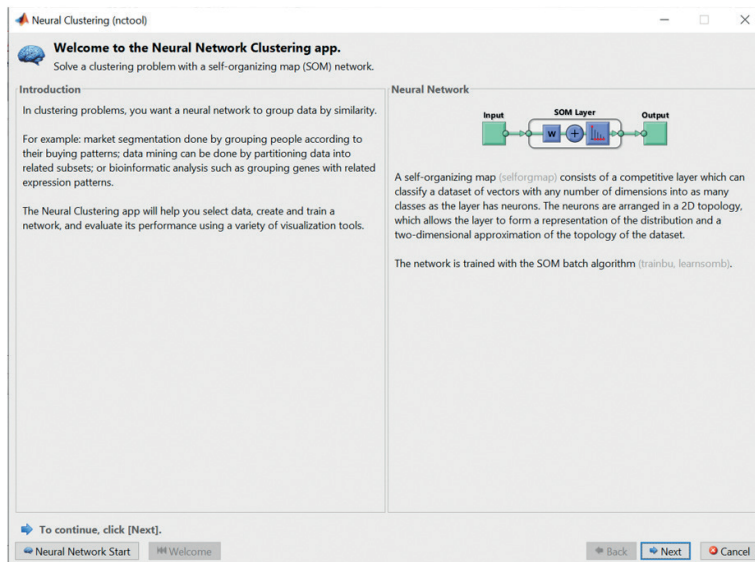 Neural Clustering (nctool)
Welcome to the Neural Network Clustering app.
Solve a clustering problem with a self-organizing map (SOM) network.
Introduction
In clustering problems, you want a neural network to group data by similarity.
For example: market segmentation done by grouping people according to
their buying patterns; data mining can be done by partitioning data into
related subsets; or bioinformatic analysis such as grouping genes with related
expression patterns.
The Neural Clustering app will help you select data, create and train a
network, and evaluate its performance using a variety of visualization tools.
Neural Network
Input SOM Layer Output
W +
A self-organizing map (selforgmap) consists of a competitive layer which can
classify a dataset of vectors with any number of dimensions into as many
classes as the layer has neurons. The neurons are arranged in a 2D topology,
which allows the layer to form a representation of the distribution and a
two-dimensional approximation of the topology of the dataset.
The network is trained with the SOM batch algorithm (trainbu, learnsomb).
To continue, click [Next].
Neural Network Start Welcome Back Next Cancel